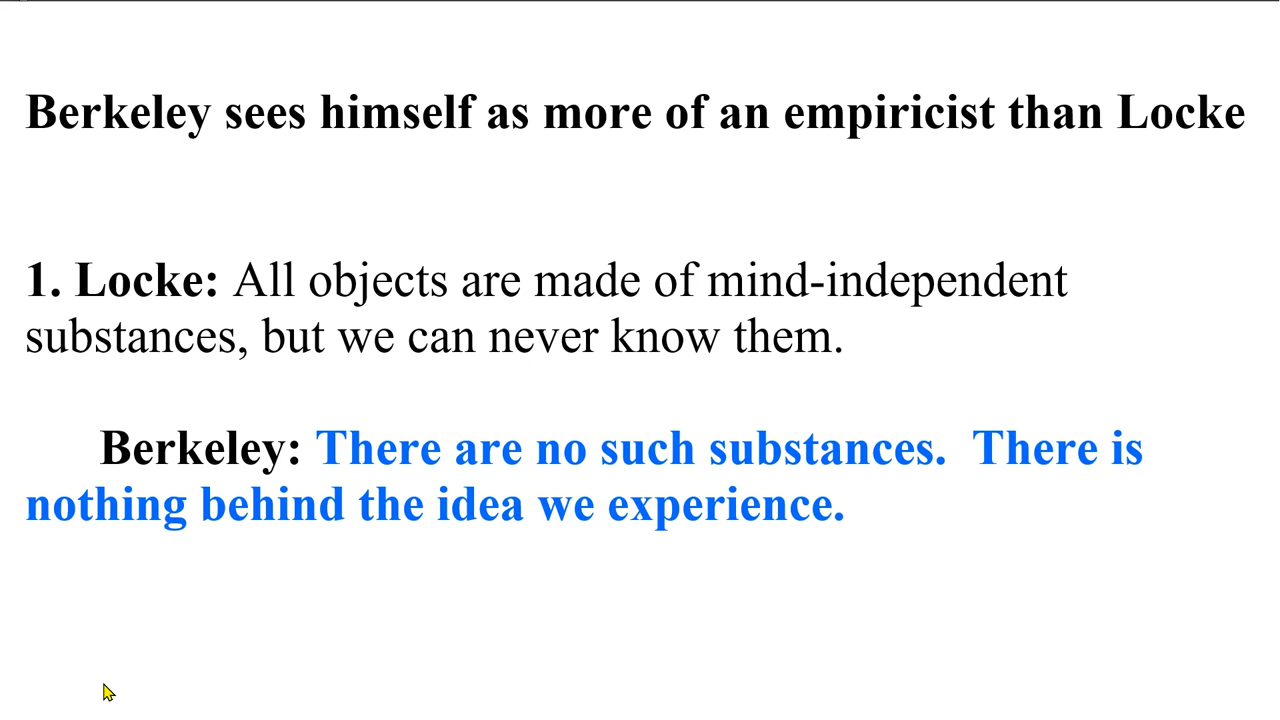 Berkeley sees himself as more of an empiricist than Locke
1. Locke: All objects are made of mind-independent
substances, but we can never know them.
Berkeley: There are no such substances.  There is
nothing behind the idea we experience.